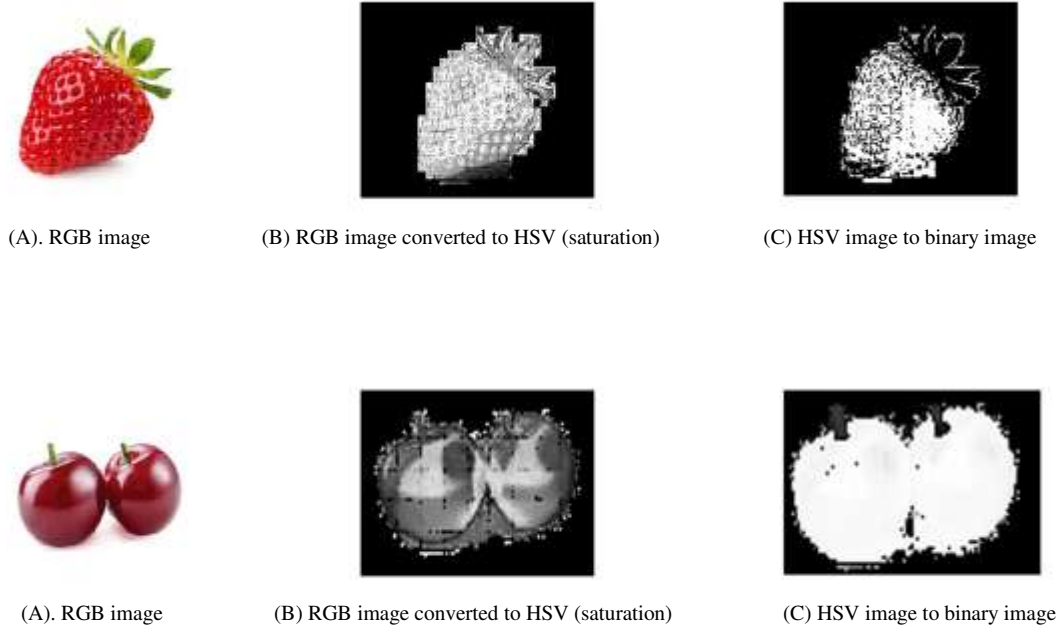 (A). RGB image
(B) RGB image converted to HSV (saturation)
(C) HSV image to binary image
(A). RGB image
(B) RGB image converted to HSV (saturation)
(C) HSV image to binary image